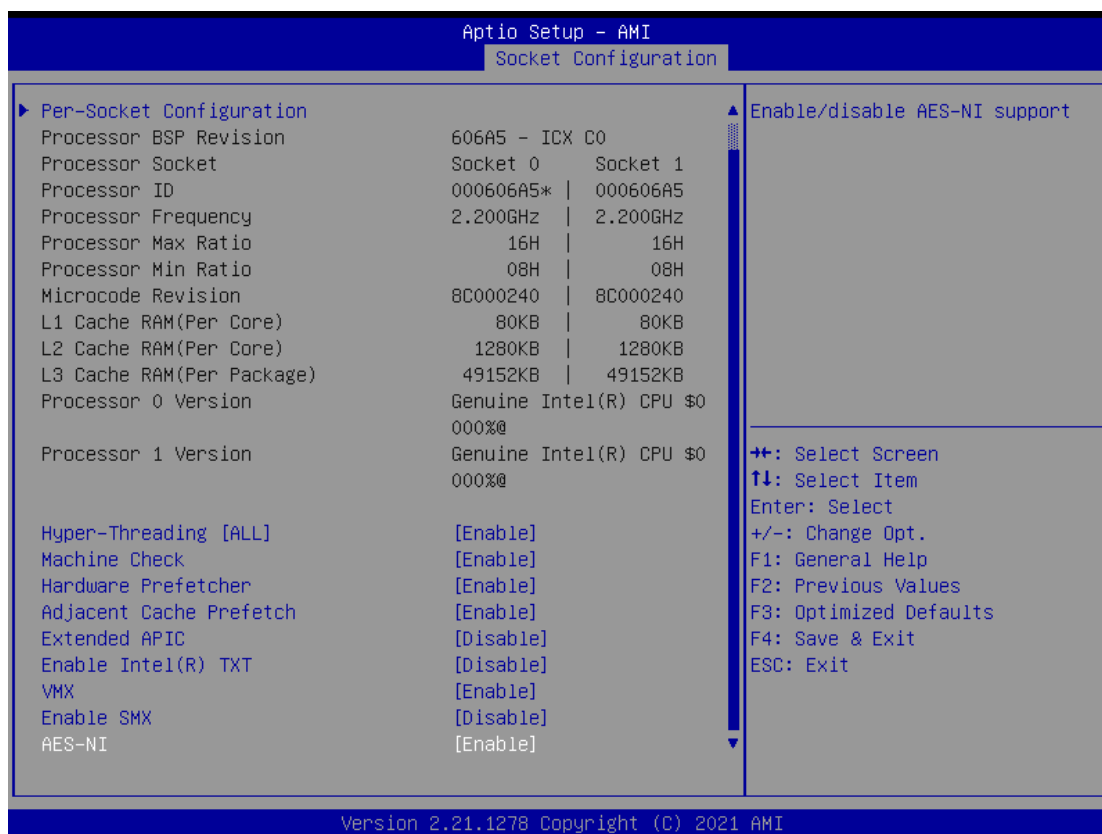 Aptio Setup – AMI
Socket Configuration
Per-Socket Configuration
Processor BSP Revision 606A5 – ICX C0
Processor Socket Socket 0 Socket 1
Processor ID 000606A5* | 000606A5
Processor Frequency 2.200GHz | 2.200GHz
Processor Max Ratio 16H | 16H
Processor Min Ratio 08H | 08H
Microcode Revision 8C000240 | 8C000240
L1 Cache RAM(Per Core) 80KB | 80KB
L2 Cache RAM(Per Core) 1280KB | 1280KB
L3 Cache RAM(Per Package) 49152KB | 49152KB
Processor 0 Version Genuine Intel(R) CPU $0
000%@
Processor 1 Version Genuine Intel(R) CPU $0
000%@
Hyper-Threading [ALL] [Enable]
Machine Check [Enable]
Hardware Prefetcher [Enable]
Adjacent Cache Prefetch [Enable]
Extended APIC [Disable]
Enable Intel(R) TXT [Disable]
VMX [Enable]
Enable SMX [Disable]
AES-NI [Enable]
Enable/disable AES-NI support
→←: Select Screen
↑↓: Select Item
Enter: Select
+/-: Change Opt.
F1: General Help
F2: Previous Values
F3: Optimized Defaults
F4: Save & Exit
ESC: Exit
Version 2.21.1278 Copyright (C) 2021 AMI